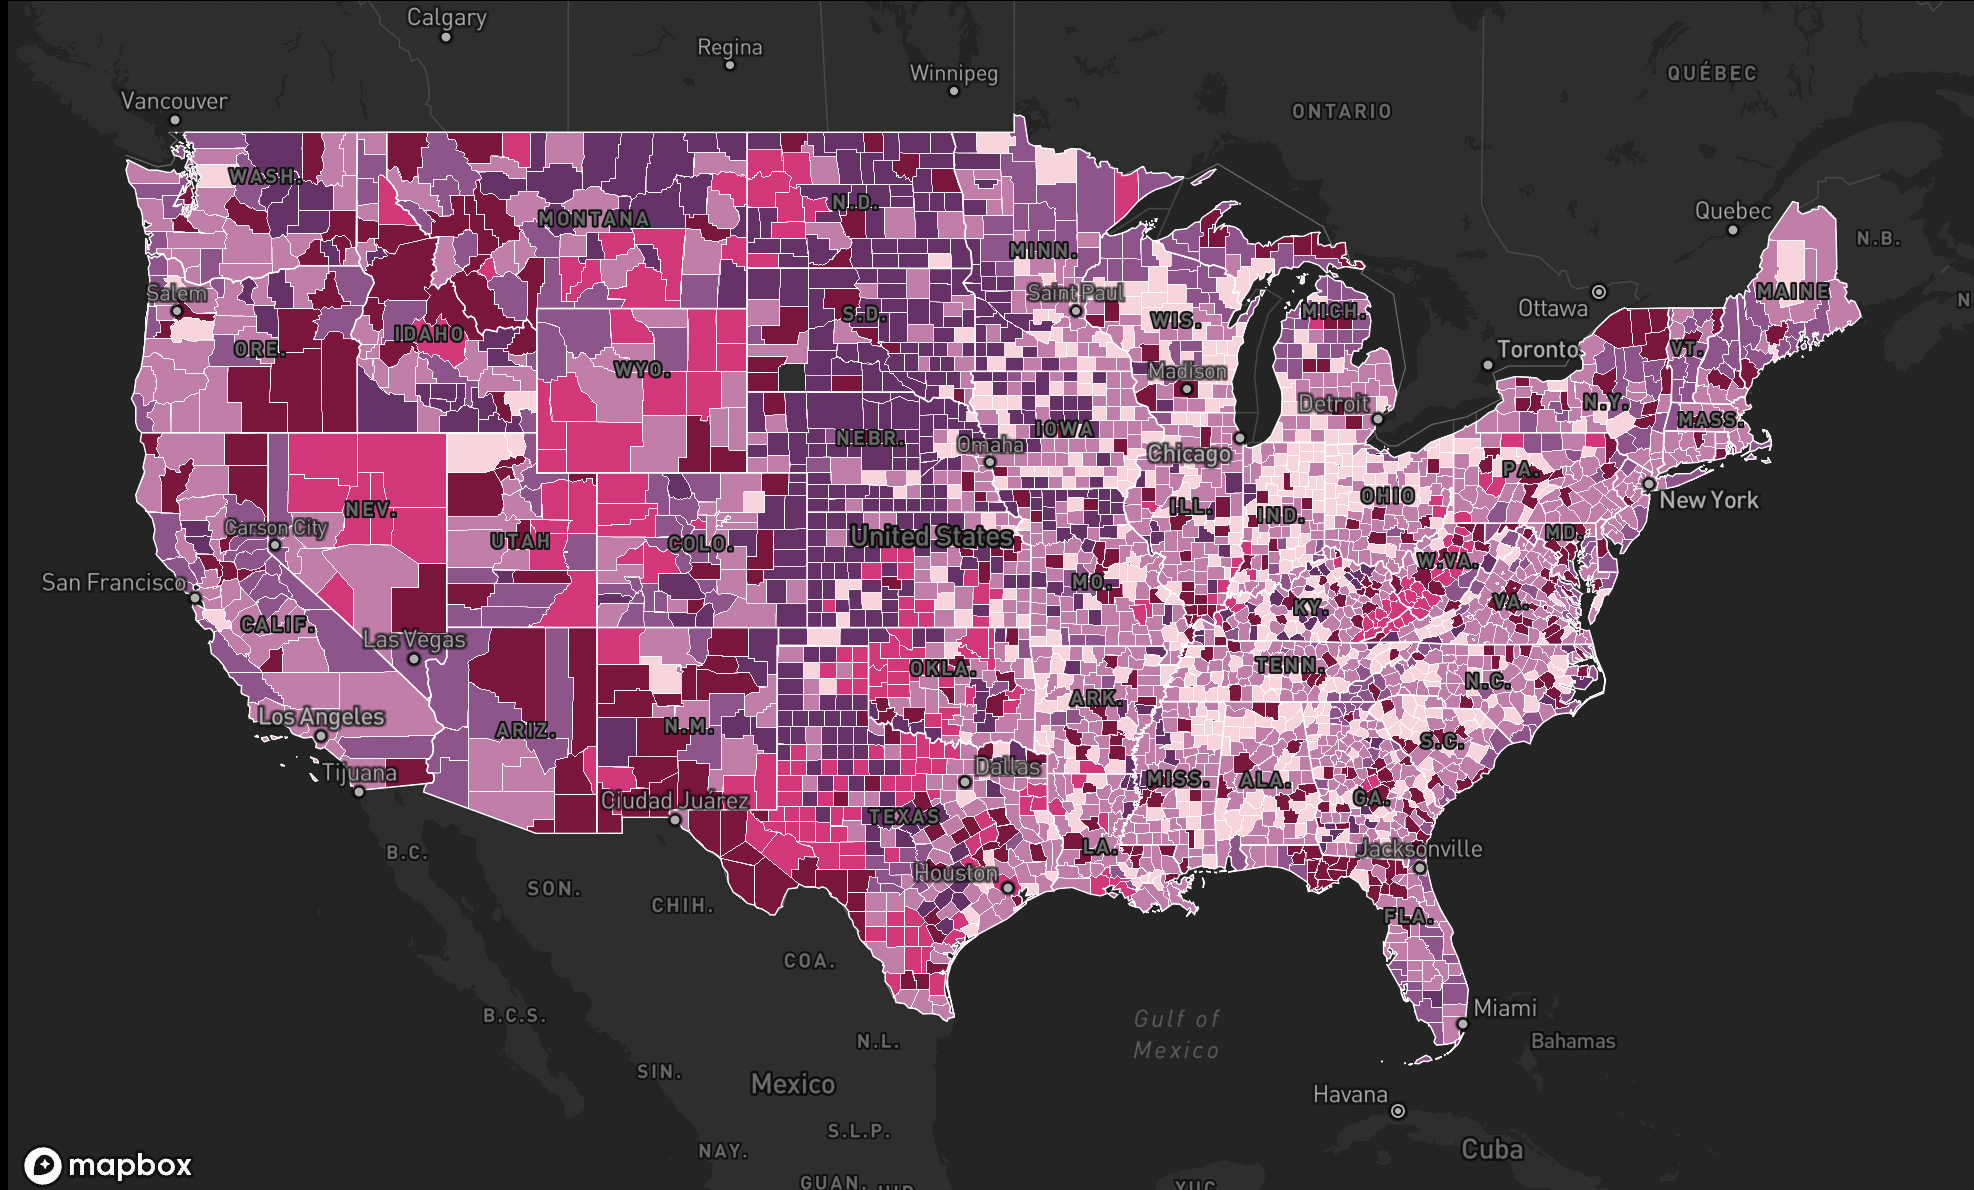 Calgary
Regina
Winnipeg
Vancouver
QUÉBEC
ONTARIO
WASH.
MONTANA
N.D.
MINN.
Quebec
N.B.
Salem
Saint Paul
Ottawa
MAINE
N
ORE.
IDAHO
S.D.
WIS.
MICH.
Toronto
VT.
WYO.
Madison
Detroit
N.Y.
MASS.
NEBR.
Omaha
IOWA
Chicago
PA.
NEV.
Carson City
UTAH
COLO.
United States
ILL.
IND.
OHIO
New York
MD.
San Francisco
CALIF.
Las Vegas
MO.
KY.
W.VA.
VA.
OKLA.
ARK.
TENN.
N.C.
Los Angeles
ARIZ.
N.M.
S.C.
Tijuana
Dallas
MISS.
ALA.
GA.
Ciudad Juárez
TEXAS
LA.
Jacksonville
B.C.
SON.
CHIH.
Houston
FLA.
COA.
B.C.S.
Gulf of
Mexico
Miami
N.L.
Bahamas
SIN.
Mexico
Havana
S.L.P.
NAY.
Cuba
mapbox
GUAN.
YUC.